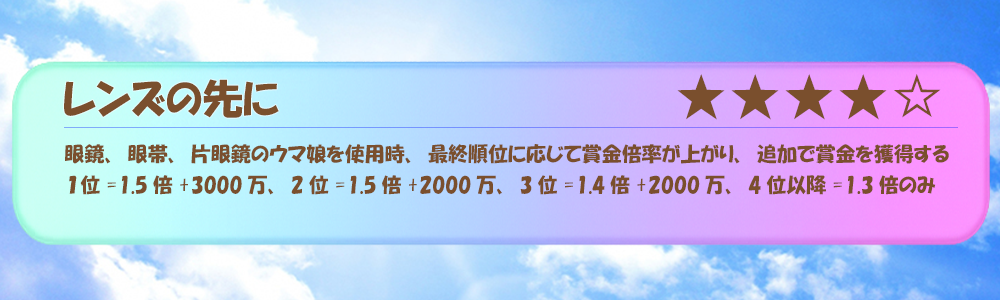 レンズの先に ★★★★☆
眼鏡、眼帯、片眼鏡のウマ娘を使用時、最終順位に応じて賞金倍率が上がり、追加で賞金を獲得する
1位=1.5倍+3000万、2位=1.5倍+2000万、3位=1.4倍+2000万、4位以降=1.3倍のみ